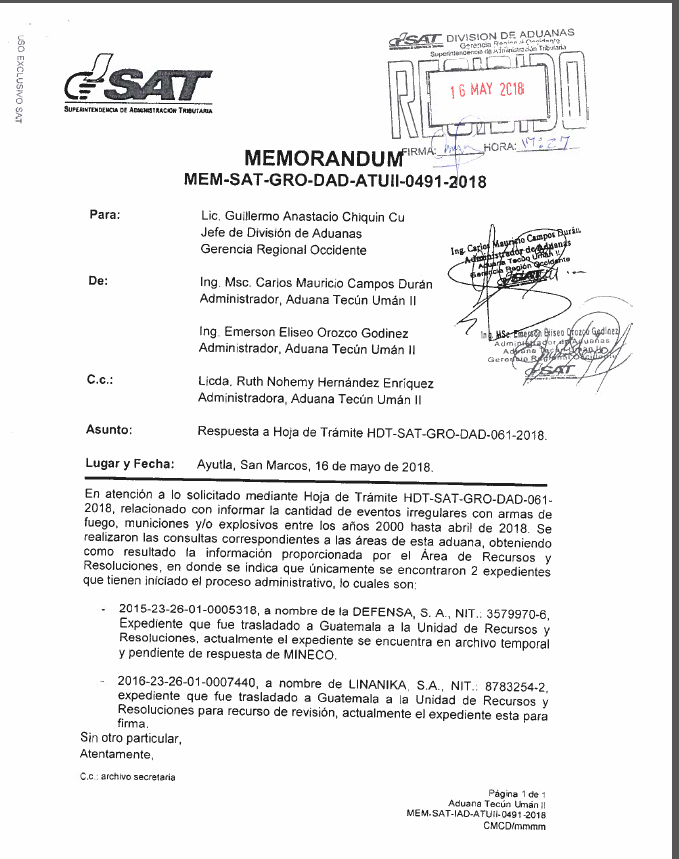 USO EXCLUSIVO SAT
SAT
SUPERINTENDENCIA DE ADMINISTRACIÓN TRIBUTARIA
SAT DIVISION DE ADUANAS
Gerencia Regional Occidente
Superintendencia de Administración Tributaria
RECIBIDO
16 MAY 2018
FIRMA: HORA:
MEMORANDUM
MEM-SAT-GRO-DAD-ATUII-0491-2018
Para: Lic. Guillermo Anastacio Chiquin Cu
Jefe de División de Aduanas
Gerencia Regional Occidente
Ing. Carlos Mauricio Campos Durán
Administrador de Aduanas
Aduana Tecún Umán II
Gerencia Región Occidente
SAT
De: Ing. Msc. Carlos Mauricio Campos Durán
Administrador, Aduana Tecún Umán II
Ing. Emerson Eliseo Orozco Godinez
Administrador, Aduana Tecún Umán II
Ing. MSc. Emerson Eliseo Orozco Godinez
Administrador de Aduanas
Aduana Tecún Umán II
Gerencia Regional Occidente
SAT
C.c.: Licda. Ruth Nohemy Hernández Enríquez
Administradora, Aduana Tecún Umán II
Asunto: Respuesta a Hoja de Trámite HDT-SAT-GRO-DAD-061-2018.
Lugar y Fecha: Ayutla, San Marcos, 16 de mayo de 2018.
En atención a lo solicitado mediante Hoja de Trámite HDT-SAT-GRO-DAD-061-
2018, relacionado con informar la cantidad de eventos irregulares con armas de
fuego, municiones y/o explosivos entre los años 2000 hasta abril de 2018. Se
realizaron las consultas correspondientes a las áreas de esta aduana, obteniendo
como resultado la información proporcionada por el Área de Recursos y
Resoluciones, en donde se indica que únicamente se encontraron 2 expedientes
que tienen iniciado el proceso administrativo, lo cuales son:
- 2015-23-26-01-0005318, a nombre de la DEFENSA, S. A., NIT.: 3579970-6,
Expediente que fue trasladado a Guatemala a la Unidad de Recursos y
Resoluciones, actualmente el expediente se encuentra en archivo temporal
y pendiente de respuesta de MINECO.
- 2016-23-26-01-0007440, a nombre de LINANIKA, S.A., NIT.: 8783254-2,
expediente que fue trasladado a Guatemala a la Unidad de Recursos y
Resoluciones para recurso de revisión, actualmente el expediente esta para
firma.
Sin otro particular,
Atentamente,
C.c.: archivo secretaria
Página 1 de 1
Aduana Tecún Umán II
MEM-SAT-IAD-ATUII-0491-2018
CMCD/mmmm